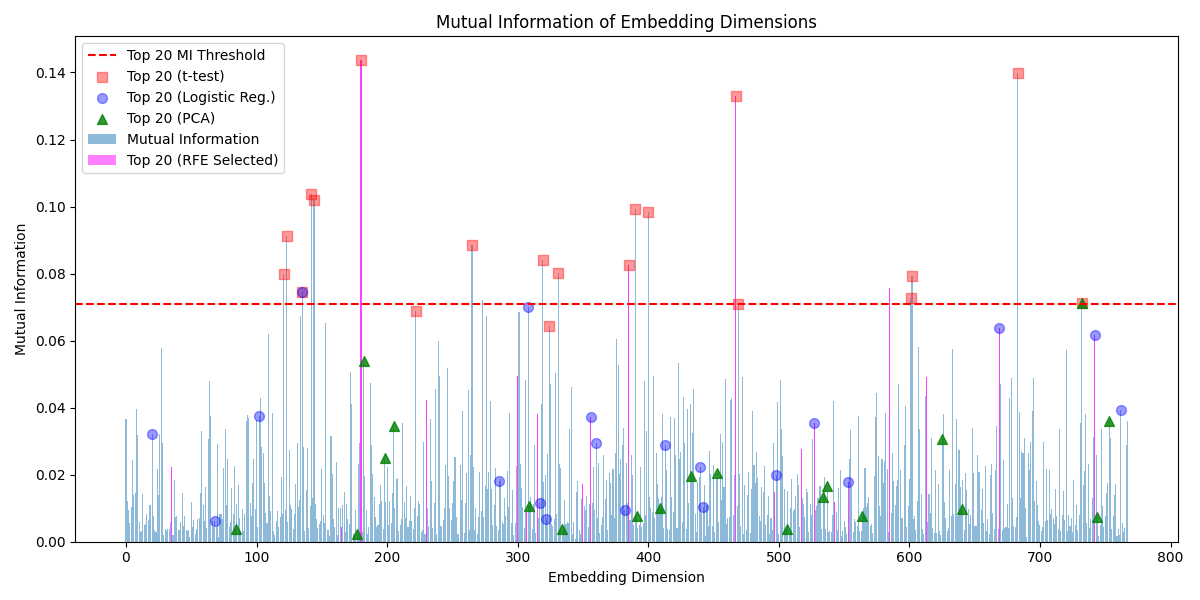 Mutual Information of Embedding Dimensions
Top 20 MI Threshold
Top 20 (t-test)
Top 20 (Logistic Reg.)
Top 20 (PCA)
Mutual Information
Top 20 (RFE Selected)
Mutual Information
0.14
0.12
0.10
0.08
0.06
0.04
0.02
0.00
0 100 200 300 400 500 600 700 800
Embedding Dimension